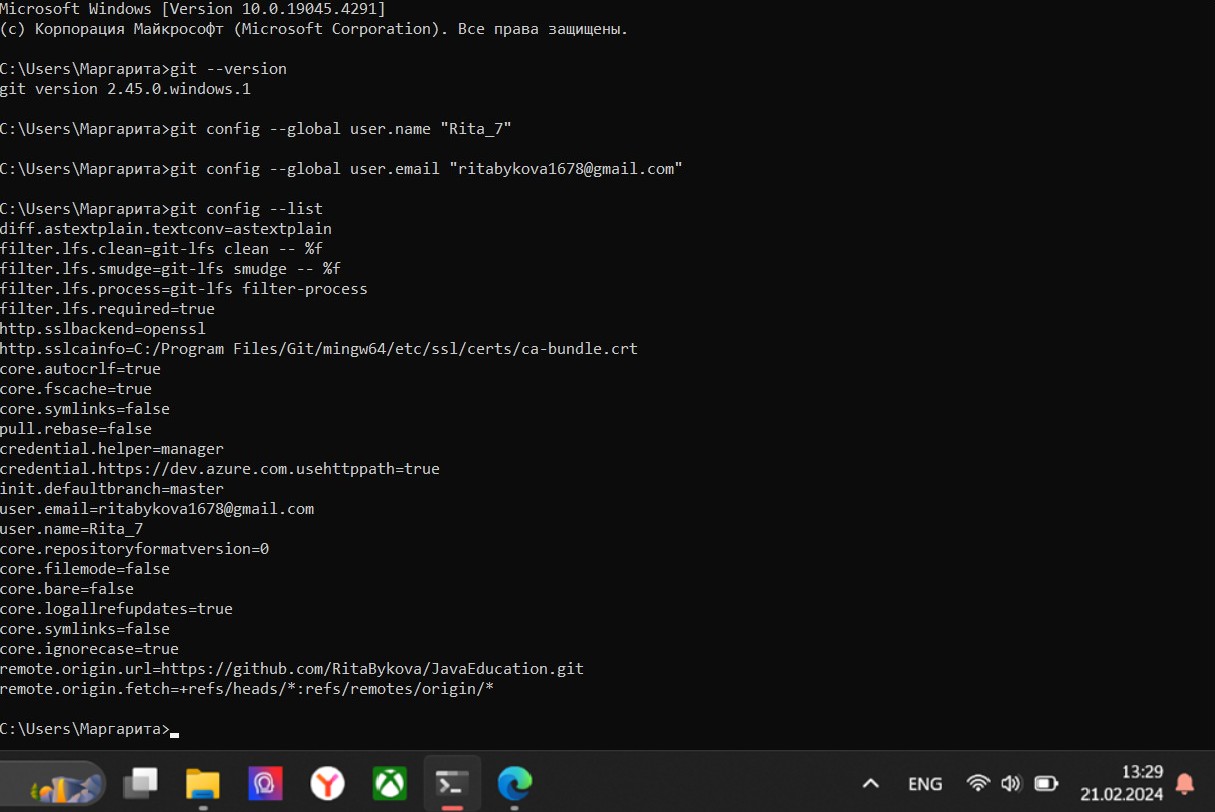 Microsoft Windows [Version 10.0.19045.4291]
(c) Корпорация Майкрософт (Microsoft Corporation). Все права защищены.
C:\Users\Маргарита>git --version
git version 2.45.0.windows.1
C:\Users\Маргарита>git config --global user.name "Rita_7"
C:\Users\Маргарита>git config --global user.email "ritabykova1678@gmail.com"
C:\Users\Маргарита>git config --list
diff.astextplain.textconv=astextplain
filter.lfs.clean=git-lfs clean -- %f
filter.lfs.smudge=git-lfs smudge -- %f
filter.lfs.process=git-lfs filter-process
filter.lfs.required=true
http.sslbackend=openssl
http.sslcainfo=C:/Program Files/Git/mingw64/etc/ssl/certs/ca-bundle.crt
core.autocrlf=true
core.fscache=true
core.symlinks=false
pull.rebase=false
credential.helper=manager
credential.https://dev.azure.com.usehttppath=true
init.defaultbranch=master
user.email=ritabykova1678@gmail.com
user.name=Rita_7
core.repositoryformatversion=0
core.filemode=false
core.bare=false
core.logallrefupdates=true
core.symlinks=false
core.ignorecase=true
remote.origin.url=https://github.com/RitaBykova/JavaEducation.git
remote.origin.fetch=+refs/heads/*:refs/remotes/origin/*
C:\Users\Маргарита>
ENG
13:29
21.02.2024